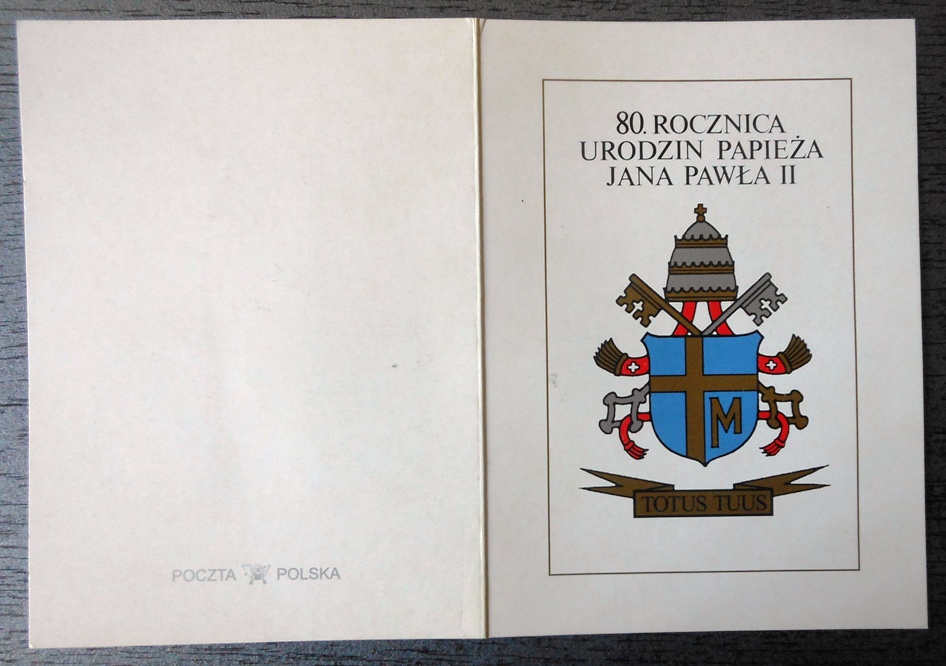 80. ROCZNICA
URODZIN PAPIEŻA
JANA PAWŁA II
M
TOTUS TUUS
POCZTA POLSKA